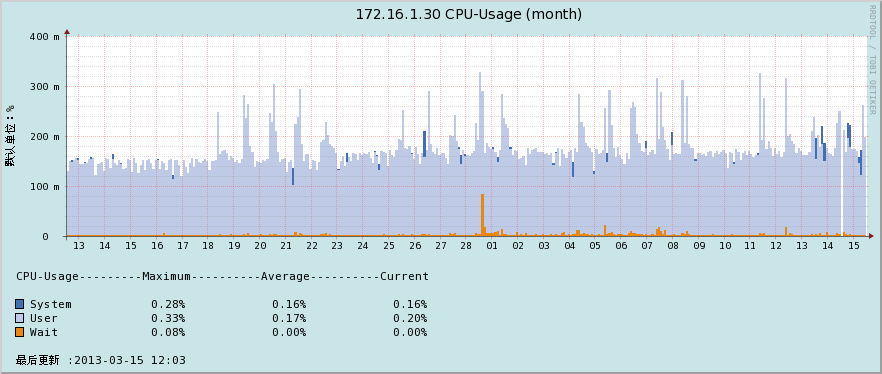 172.16.1.30 CPU-Usage (month)
RRDTOOL / TOBI OETIKER
默认单位：%
400 m
300 m
200 m
100 m
0
13 14 15 16 17 18 19 20 21 22 23 24 25 26 27 28 01 02 03 04 05 06 07 08 09 10 11 12 13 14 15
CPU-Usage---------Maximum----------Average----------Current
System 0.28% 0.16% 0.16%
User 0.33% 0.17% 0.20%
Wait 0.08% 0.00% 0.00%
最后更新 :2013-03-15 12:03